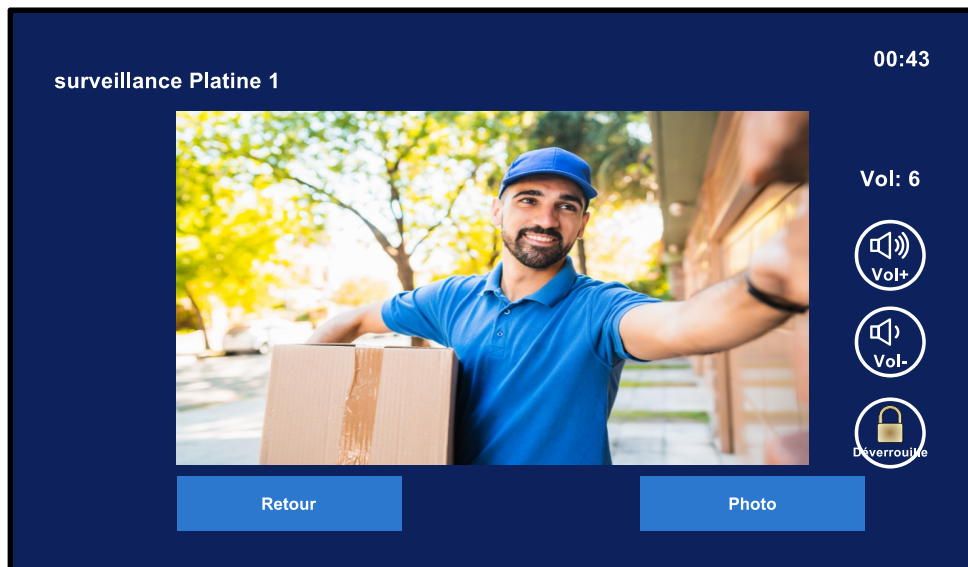 00:43
surveillance Platine 1
Vol: 6
Vol+
Vol-
Déverrouille
Retour
Photo